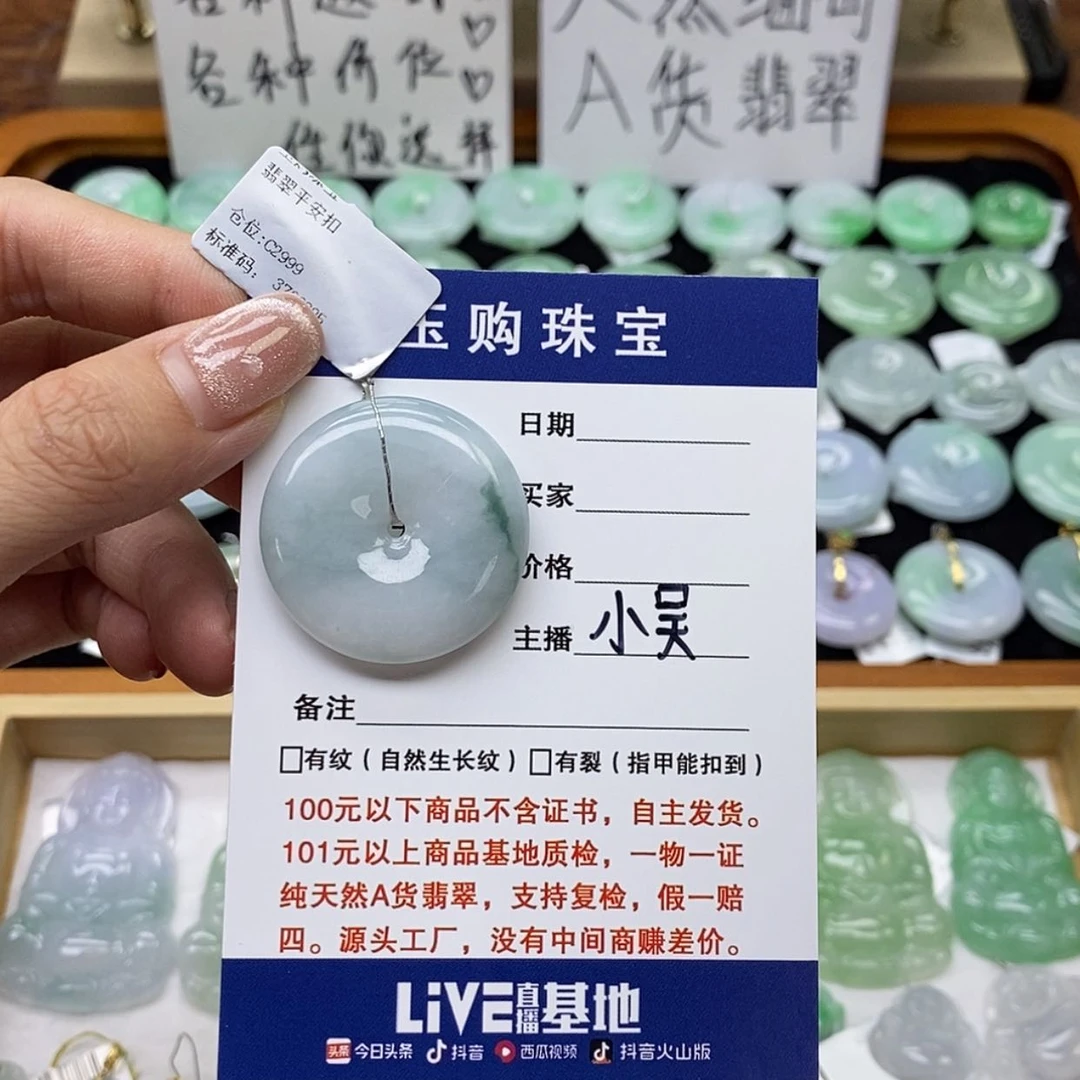 各种价位
任你选择
A货翡翠
翡翠平安扣
仓位:C2999
标准码:
玉购珠宝
日期
买家
价格
主播 小吴
备注
□有纹（自然生长纹）□有裂（指甲能扣到）
100元以下商品不含证书，自主发货。
101元以上商品基地质检，一物一证
纯天然A货翡翠，支持复检，假一赔
四。源头工厂，没有中间商赚差价。
LIVE直播基地
头条 今日头条 抖音 西瓜视频 抖音火山版